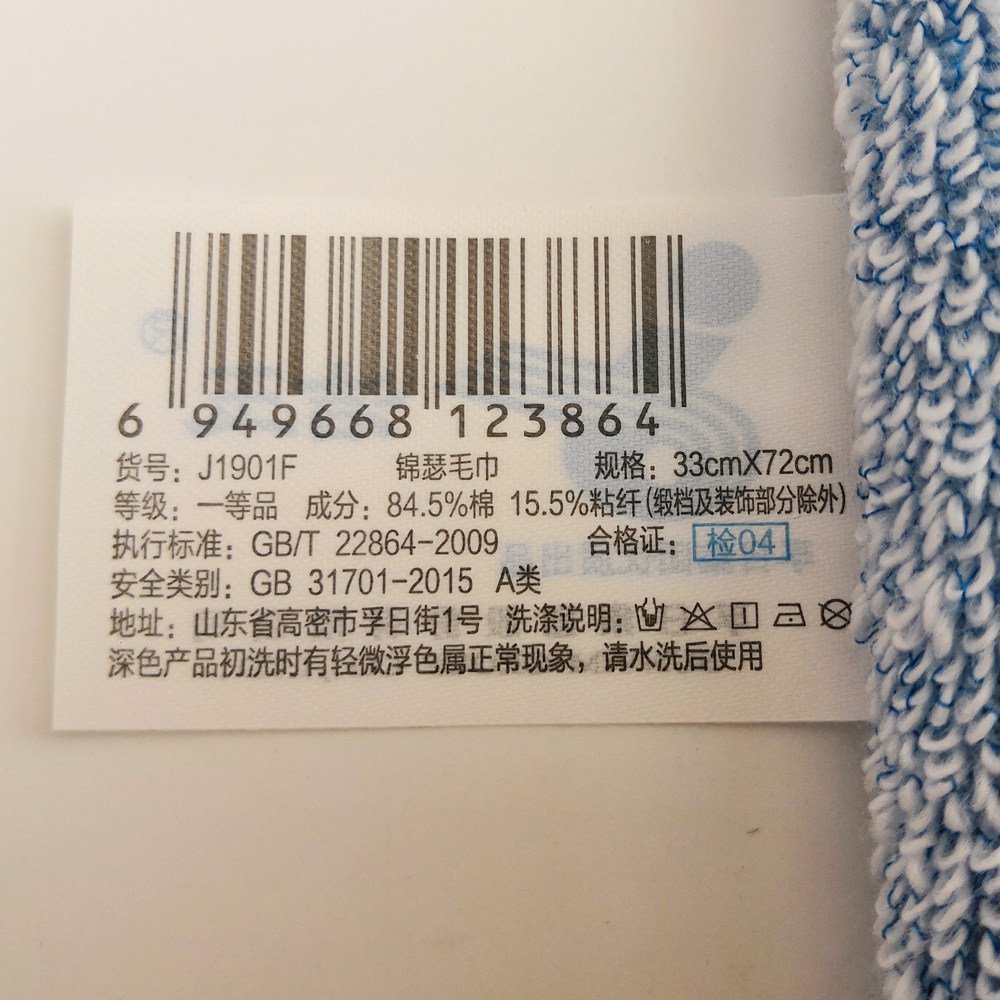 6 949668 123864
货号：J1901F 锦瑟毛巾 规格：33cmX72cm
等级：一等品 成分：84.5%棉 15.5%粘纤(缎档及装饰部分除外)
执行标准：GB/T 22864-2009 合格证：检04
安全类别：GB 31701-2015 A类
地址：山东省高密市孚日街1号 洗涤说明：
深色产品初洗时有轻微浮色属正常现象，请水洗后使用